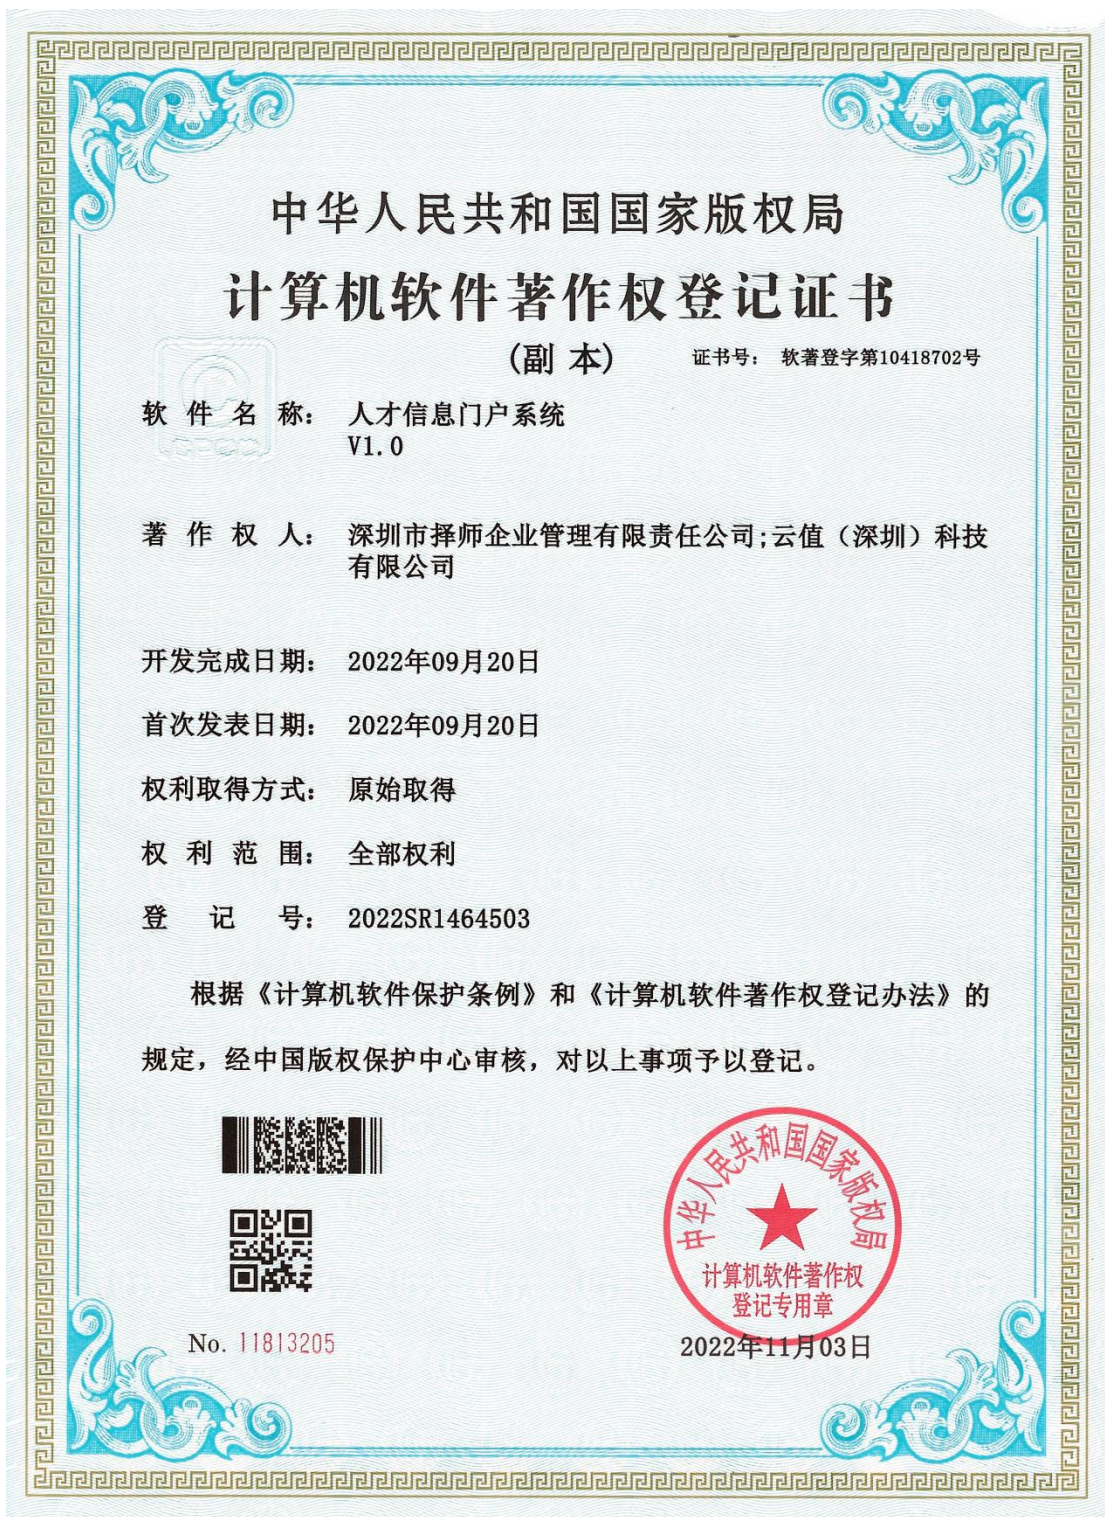 中华人民共和国国家版权局
计算机软件著作权登记证书
(副 本)
证书号： 软著登字第10418702号
软件名称： 人才信息门户系统
V1.0
著作权人： 深圳市择师企业管理有限责任公司;云值（深圳）科技
有限公司
开发完成日期： 2022年09月20日
首次发表日期： 2022年09月20日
权利取得方式： 原始取得
权利范围： 全部权利
登记号： 2022SR1464503
根据《计算机软件保护条例》和《计算机软件著作权登记办法》的
规定，经中国版权保护中心审核，对以上事项予以登记。
中华人民共和国国家版权局
计算机软件著作权
登记专用章
No. 11813205
2022年11月03日